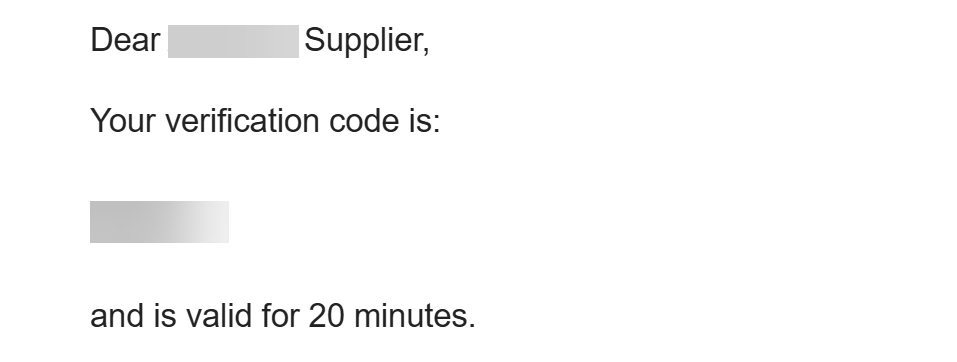 Dear Supplier,
Your verification code is:
and is valid for 20 minutes.